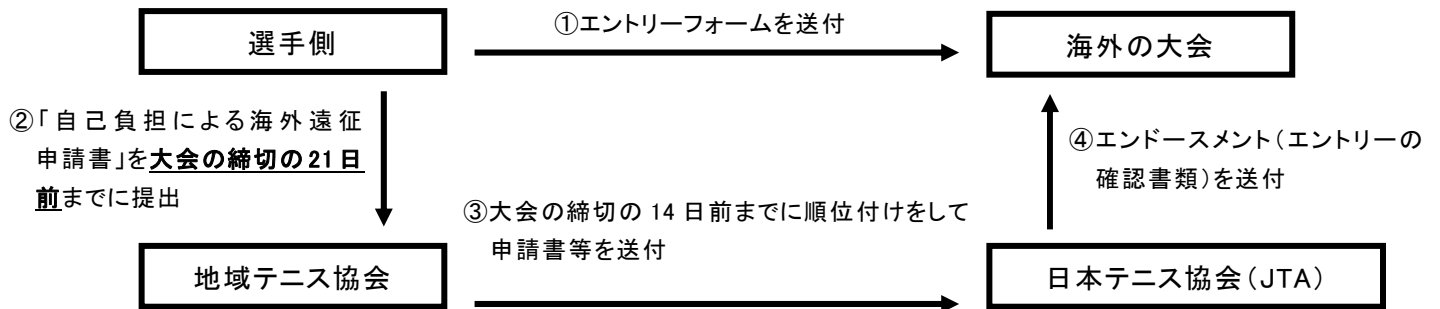 選手側
①エントリーフォームを送付
海外の大会
②「自己負担による海外遠征
申請書」を大会の締切の21日
前までに提出
④エンドースメント(エントリーの
確認書類)を送付
③大会の締切の 14 日前までに順位付けをして
申請書等を送付
地域テニス協会
日本テニス協会(JTA)